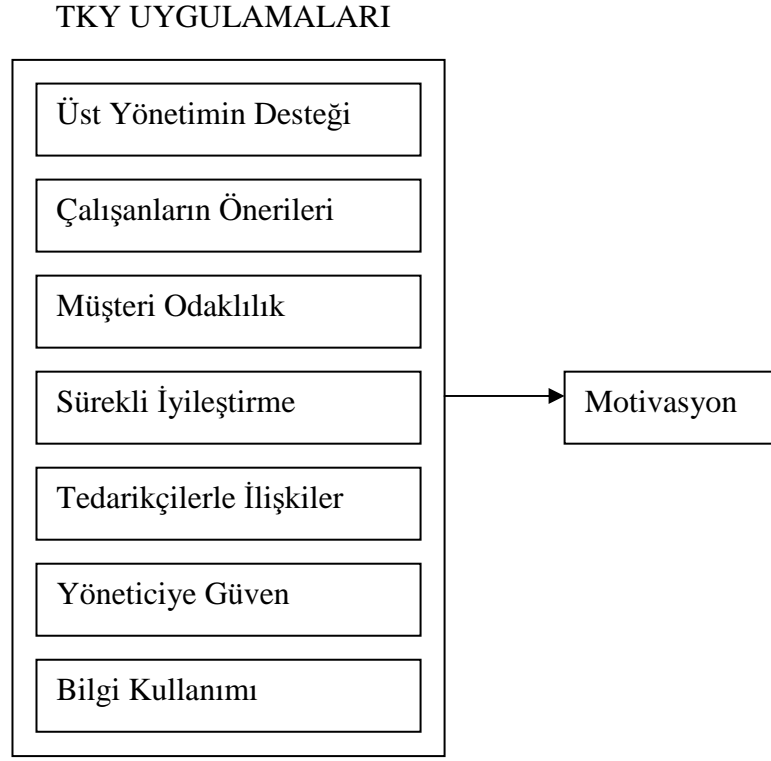 TKY UYGULAMALARI
Üst Yönetimin Desteği
Çalışanların Önerileri
Müşteri Odaklılık
Sürekli İyileştirme
Motivasyon
Tedarikçilerle İlişkiler
Yöneticiye Güven
Bilgi Kullanımı